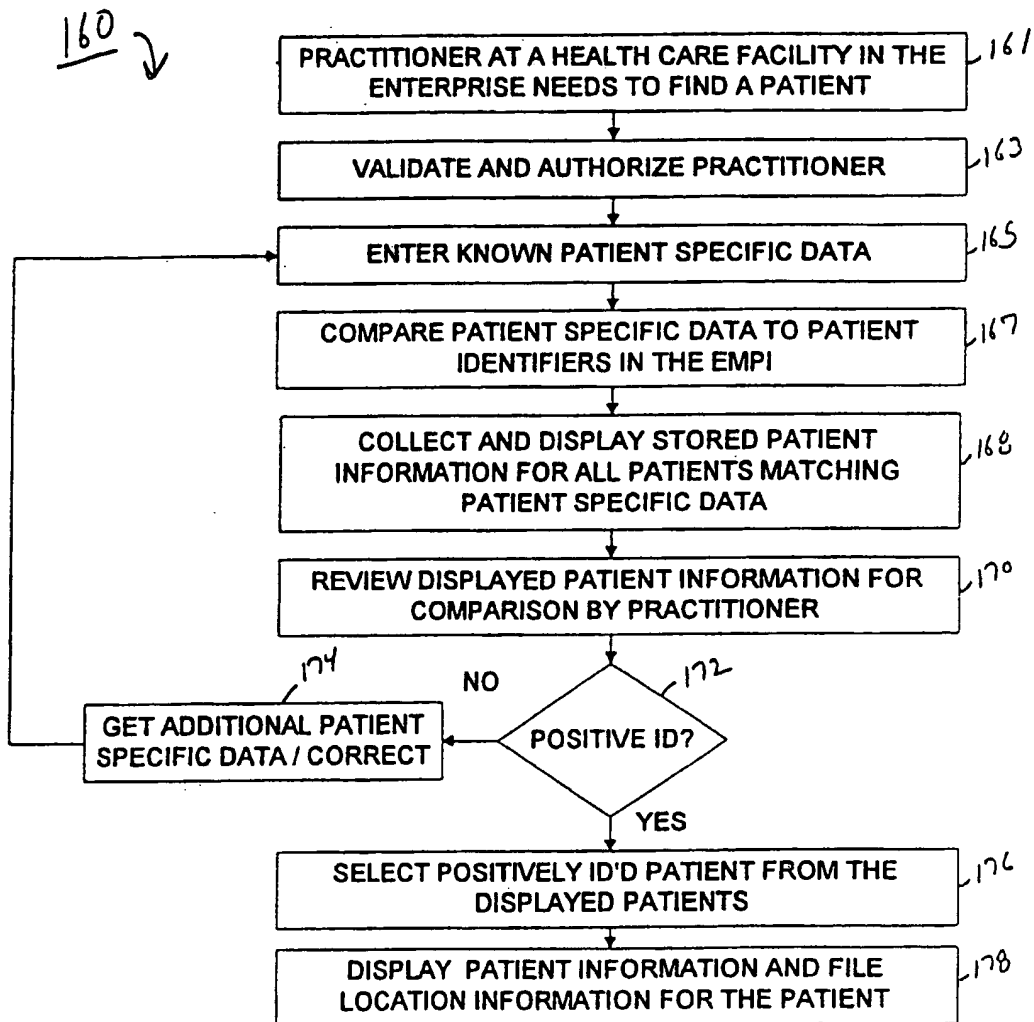 160
PRACTITIONER AT A HEALTH CARE FACILITY IN THE
ENTERPRISE NEEDS TO FIND A PATIENT
161
VALIDATE AND AUTHORIZE PRACTITIONER
163
ENTER KNOWN PATIENT SPECIFIC DATA
165
COMPARE PATIENT SPECIFIC DATA TO PATIENT
IDENTIFIERS IN THE EMPI
167
COLLECT AND DISPLAY STORED PATIENT
INFORMATION FOR ALL PATIENTS MATCHING
PATIENT SPECIFIC DATA
168
REVIEW DISPLAYED PATIENT INFORMATION FOR
COMPARISON BY PRACTITIONER
170
172
POSITIVE ID?
NO
174
GET ADDITIONAL PATIENT
SPECIFIC DATA / CORRECT
YES
SELECT POSITIVELY ID'D PATIENT FROM THE
DISPLAYED PATIENTS
176
DISPLAY PATIENT INFORMATION AND FILE
LOCATION INFORMATION FOR THE PATIENT
178